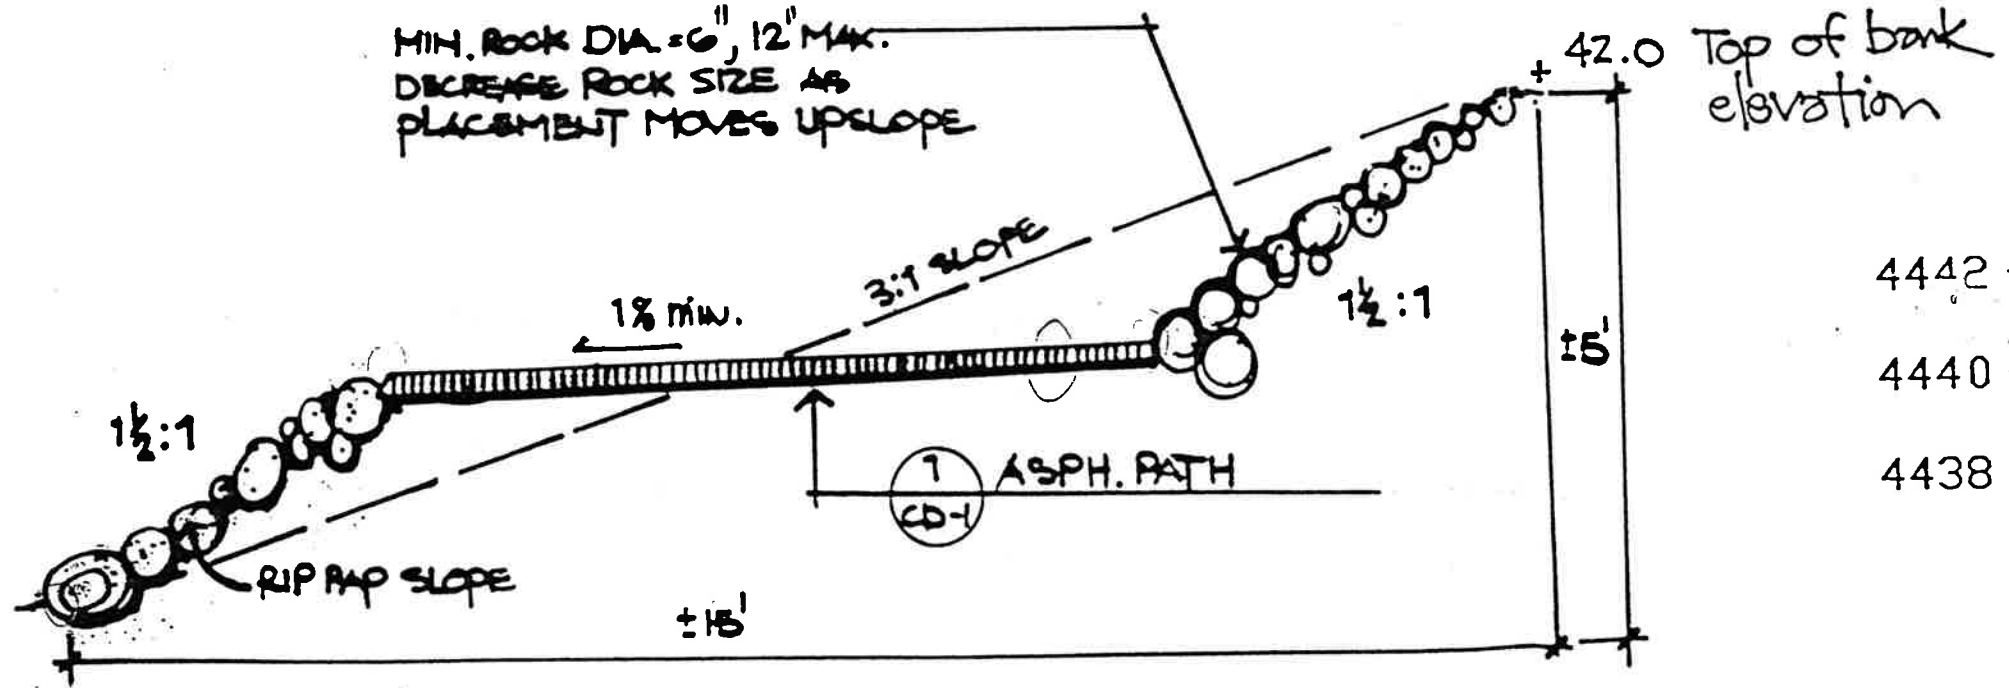 MIN. ROCK DIA. = 6", 12" MAX.
DECREASE ROCK SIZE AS
PLACEMENT MOVES UPSLOPE
+ 42.0 Top of bank
elevation
3:1 SLOPE
1% MIN.
1½:1
1½:1
±5'
4442
4440
4438
1
CD-1
ASPH. PATH
RIP RAP SLOPE
±15'